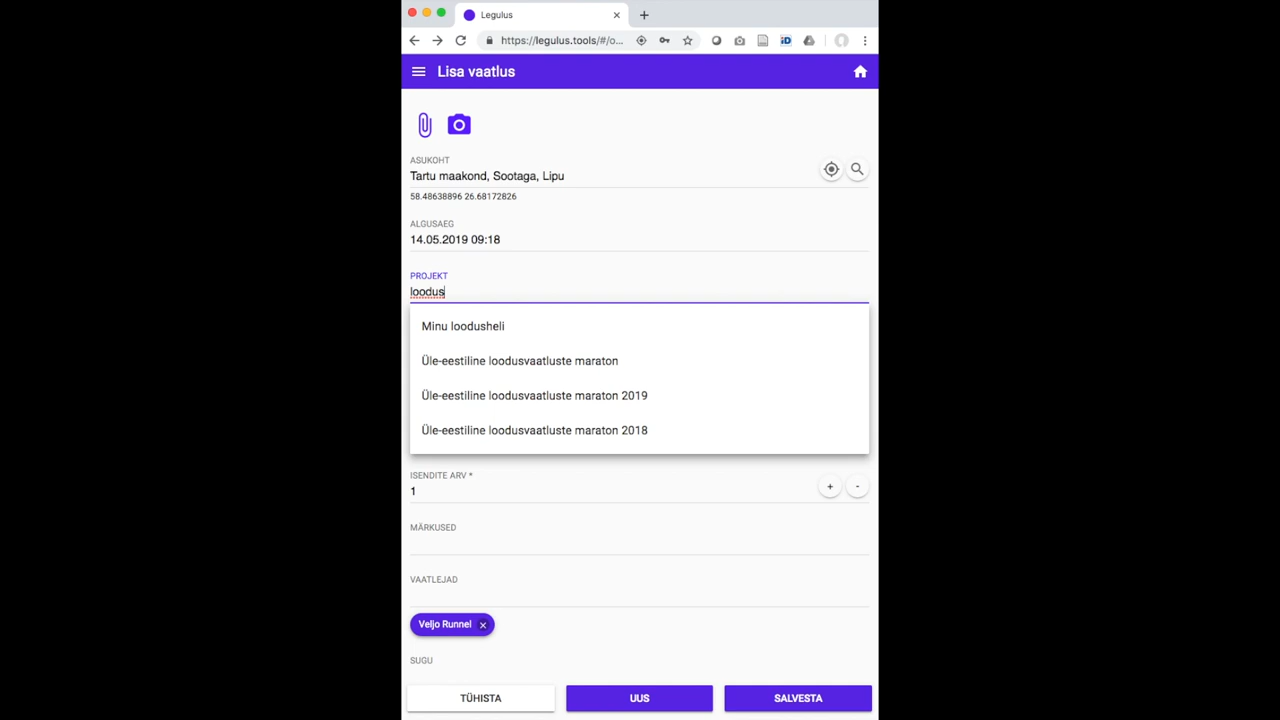 Legulus
https://legulus.tools/#/o...
iD
Lisa vaatlus
ASUKOHT
Tartu maakond, Sootaga, Lipu
58.48638896 26.68172826
ALGUSAEG
14.05.2019 09:18
PROJEKT
loodus
Minu loodusheli
Üle-eestiline loodusvaatluste maraton
Üle-eestiline loodusvaatluste maraton 2019
Üle-eestiline loodusvaatluste maraton 2018
ISENDITE ARV *
1
+ -
MÄRKUSED
VAATLEJAD
Veljo Runnel
SUGU
TÜHISTA UUS SALVESTA